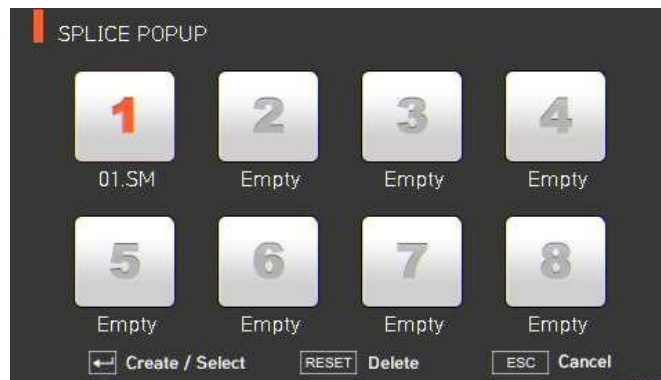 SPLICE POPUP
1 2 3 4
01.SM Empty Empty Empty
5 6 7 8
Empty Empty Empty Empty
Create / Select RESET Delete ESC Cancel